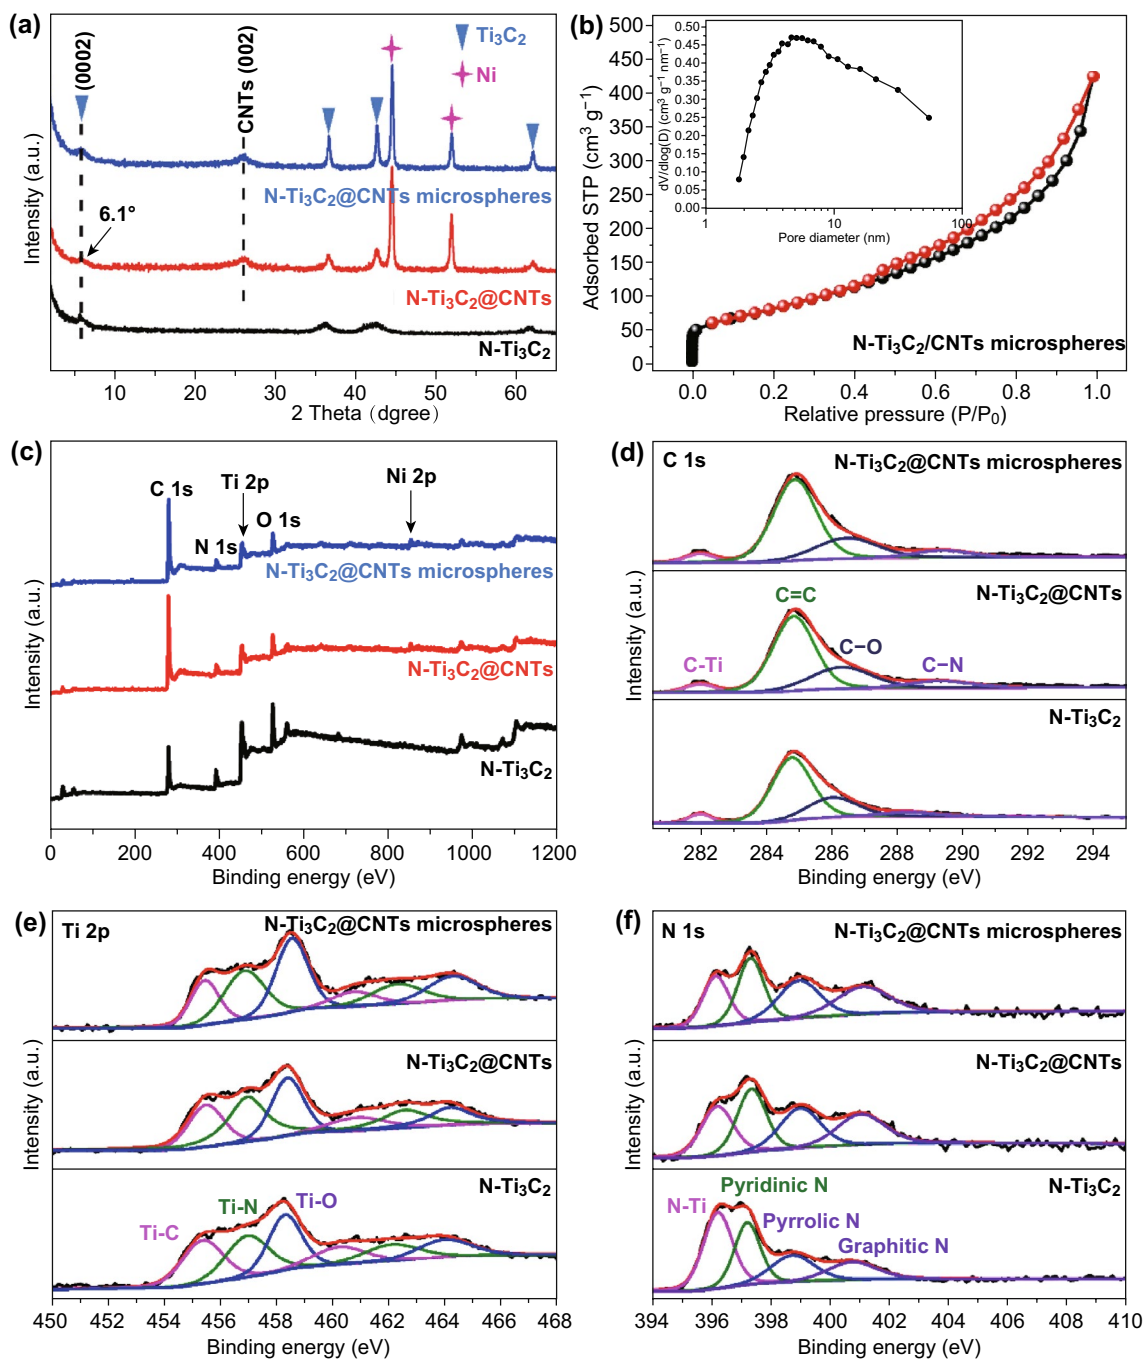 (a)
(0002)
CNTs (002)
Ti₃C₂
Ni
N-Ti₃C₂@CNTs microspheres
6.1°
N-Ti₃C₂@CNTs
N-Ti₃C₂
Intensity (a.u.)
10 20 30 40 50 60
2 Theta (dgree)
(b)
500
450
400
350
300
250
200
150
100
50
0
Adsorbed STP (cm³ g⁻¹)
0.50
0.45
0.40
0.35
0.30
0.25
0.20
0.15
0.10
0.05
0.00
dV/dlog(D) (cm³ g⁻¹ nm⁻¹)
1 10 100
Pore diameter (nm)
N-Ti₃C₂/CNTs microspheres
0.0 0.2 0.4 0.6 0.8 1.0
Relative pressure (P/P₀)
(c)
C 1s
N 1s
Ti 2p
O 1s
Ni 2p
N-Ti₃C₂@CNTs microspheres
N-Ti₃C₂@CNTs
N-Ti₃C₂
Intensity (a.u.)
0 200 400 600 800 1000 1200
Binding energy (eV)
(d)
C 1s
N-Ti₃C₂@CNTs microspheres
N-Ti₃C₂@CNTs
C=C
C-Ti
C−O
C−N
N-Ti₃C₂
Intensity (a.u.)
282 284 286 288 290 292 294
Binding energy (eV)
(e)
Ti 2p
N-Ti₃C₂@CNTs microspheres
N-Ti₃C₂@CNTs
N-Ti₃C₂
Ti-C
Ti-N
Ti-O
Intensity (a.u.)
450 452 454 456 458 460 462 464 466 468
Binding energy (eV)
(f)
N 1s
N-Ti₃C₂@CNTs microspheres
N-Ti₃C₂@CNTs
N-Ti₃C₂
Pyridinic N
N-Ti
Pyrrolic N
Graphitic N
Intensity (a.u.)
394 396 398 400 402 404 406 408 410
Binding energy (eV)